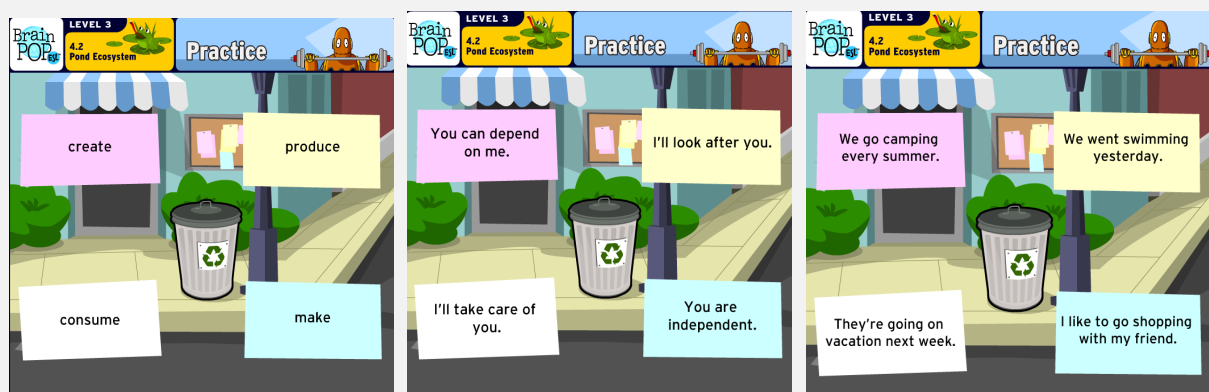 Brain
POP ESL
LEVEL 3
4.2
Pond Ecosystem
Practice
create
produce
consume
make
Brain
POP ESL
LEVEL 3
4.2
Pond Ecosystem
Practice
You can depend
on me.
I'll look after you.
I'll take care of
you.
You are
independent.
Brain
POP ESL
LEVEL 3
4.2
Pond Ecosystem
Practice
We go camping
every summer.
We went swimming
yesterday.
They're going on
vacation next week.
I like to go shopping
with my friend.